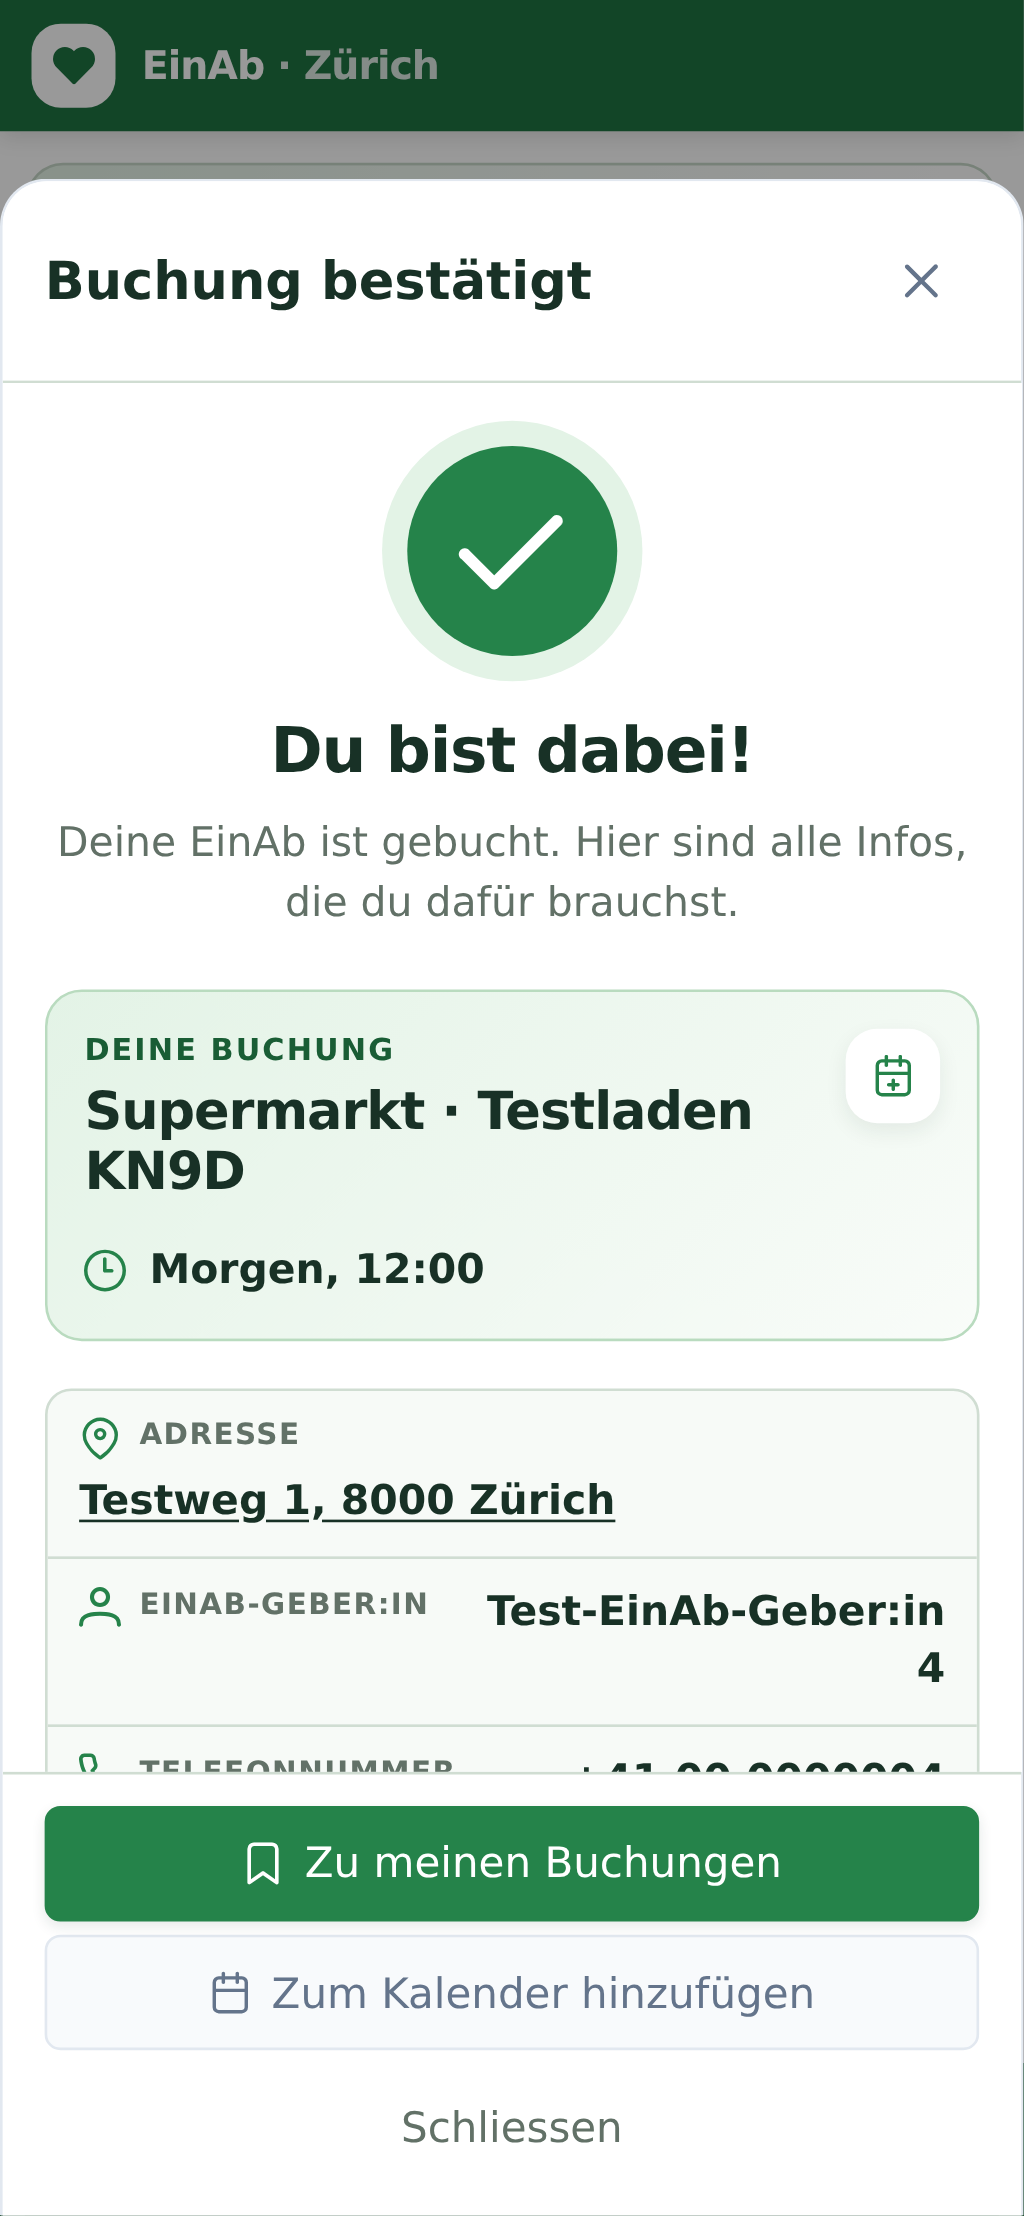 EinAb · Zürich
Buchung bestätigt
Du bist dabei!
Deine EinAb ist gebucht. Hier sind alle Infos,
die du dafür brauchst.
DEINE BUCHUNG
Supermarkt · Testladen
KN9D
Morgen, 12:00
ADRESSE
Testweg 1, 8000 Zürich
EINAB-GEBER:IN
Test-EinAb-Geber:in
4
TELEFONNUMMER
Zu meinen Buchungen
Zum Kalender hinzufügen
Schliessen